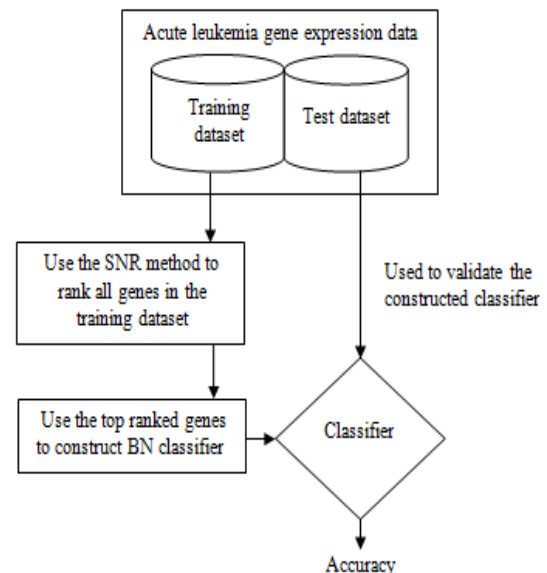 Acute leukemia gene expression data
Training
dataset
Test dataset
Use the SNR method to
rank all genes in the
training dataset
Used to validate the
constructed classifier
Use the top ranked genes
to construct BN classifier
Classifier
Accuracy